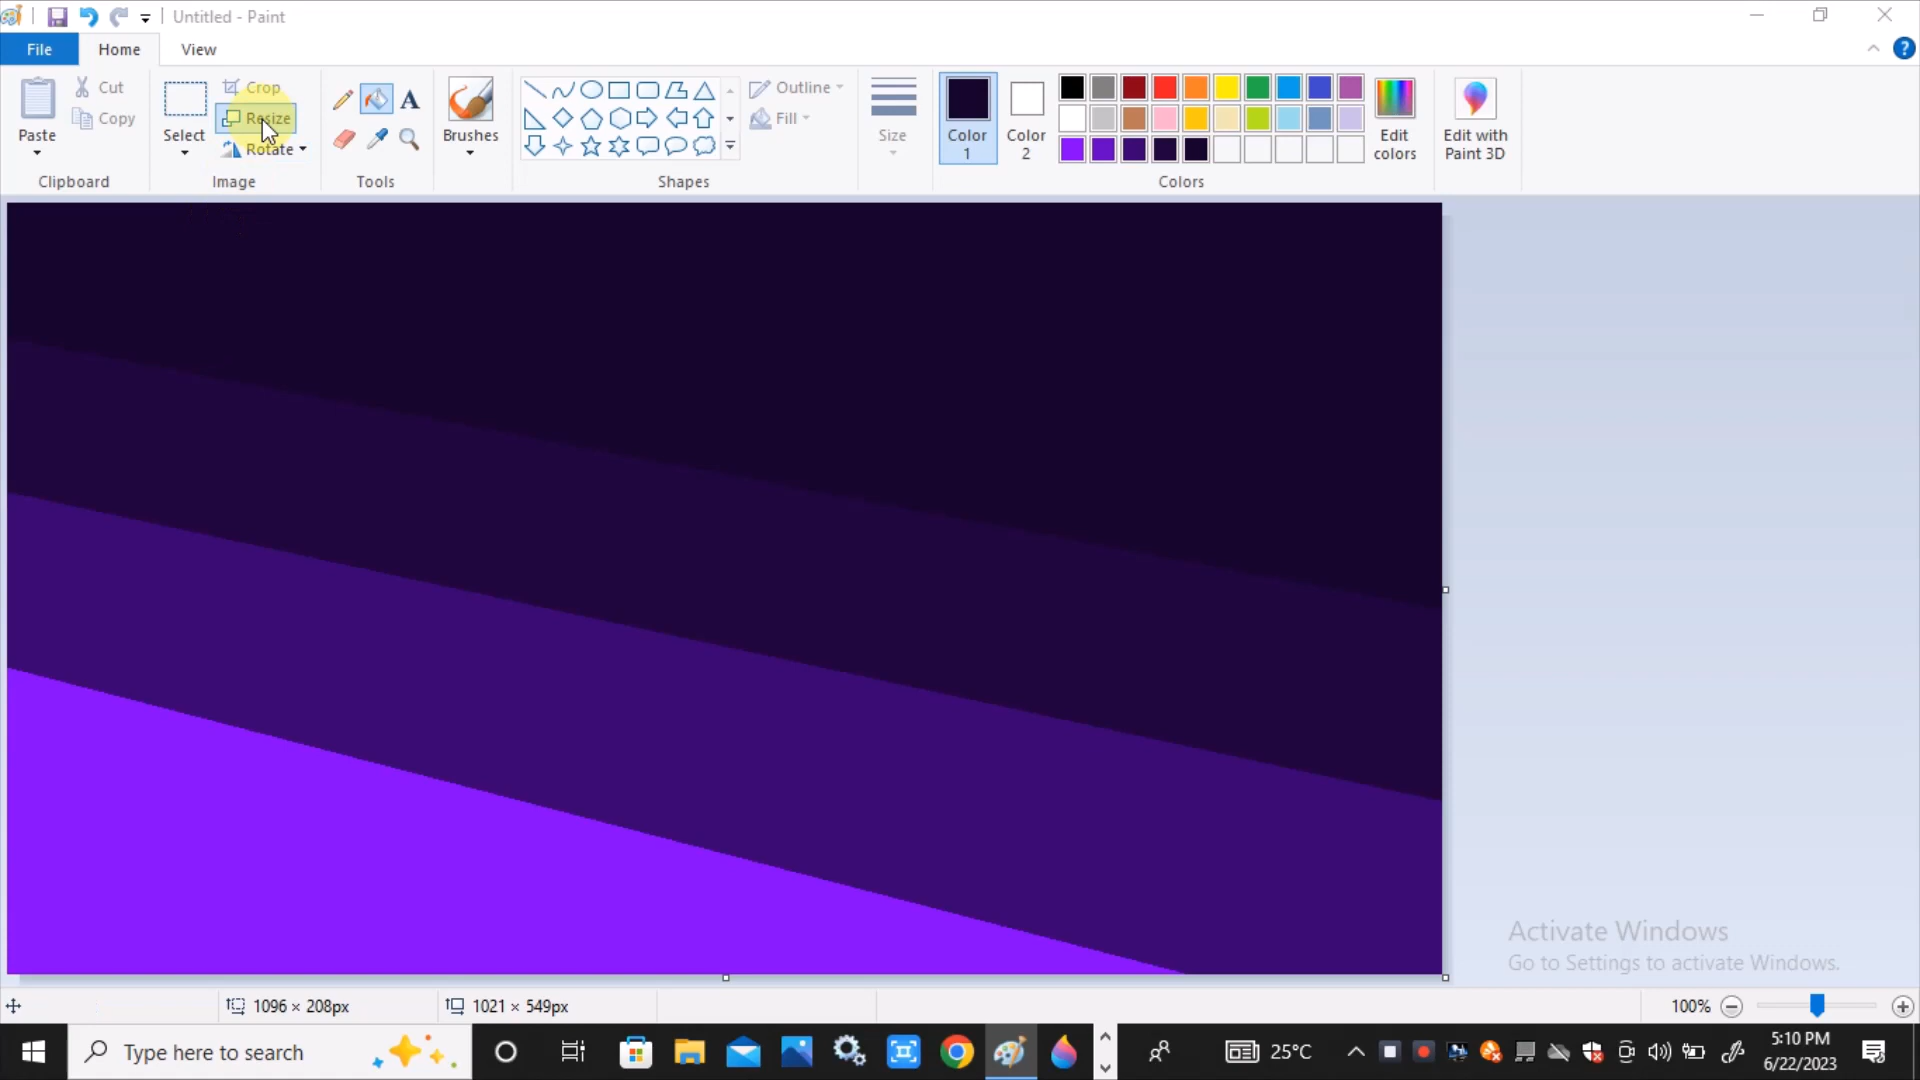 Untitled - Paint
File
Home
View
Paste
Cut
Copy
Clipboard
Select
Crop
Resize
Rotate
Image
A
Tools
Brushes
Shapes
Outline
Fill
Size
Color
1
Color
2
Colors
Edit
colors
Edit with
Paint 3D
?
Activate Windows
Go to Settings to activate Windows.
1096 × 208px
1021 × 549px
100%
Type here to search
25°C
5:10 PM
6/22/2023